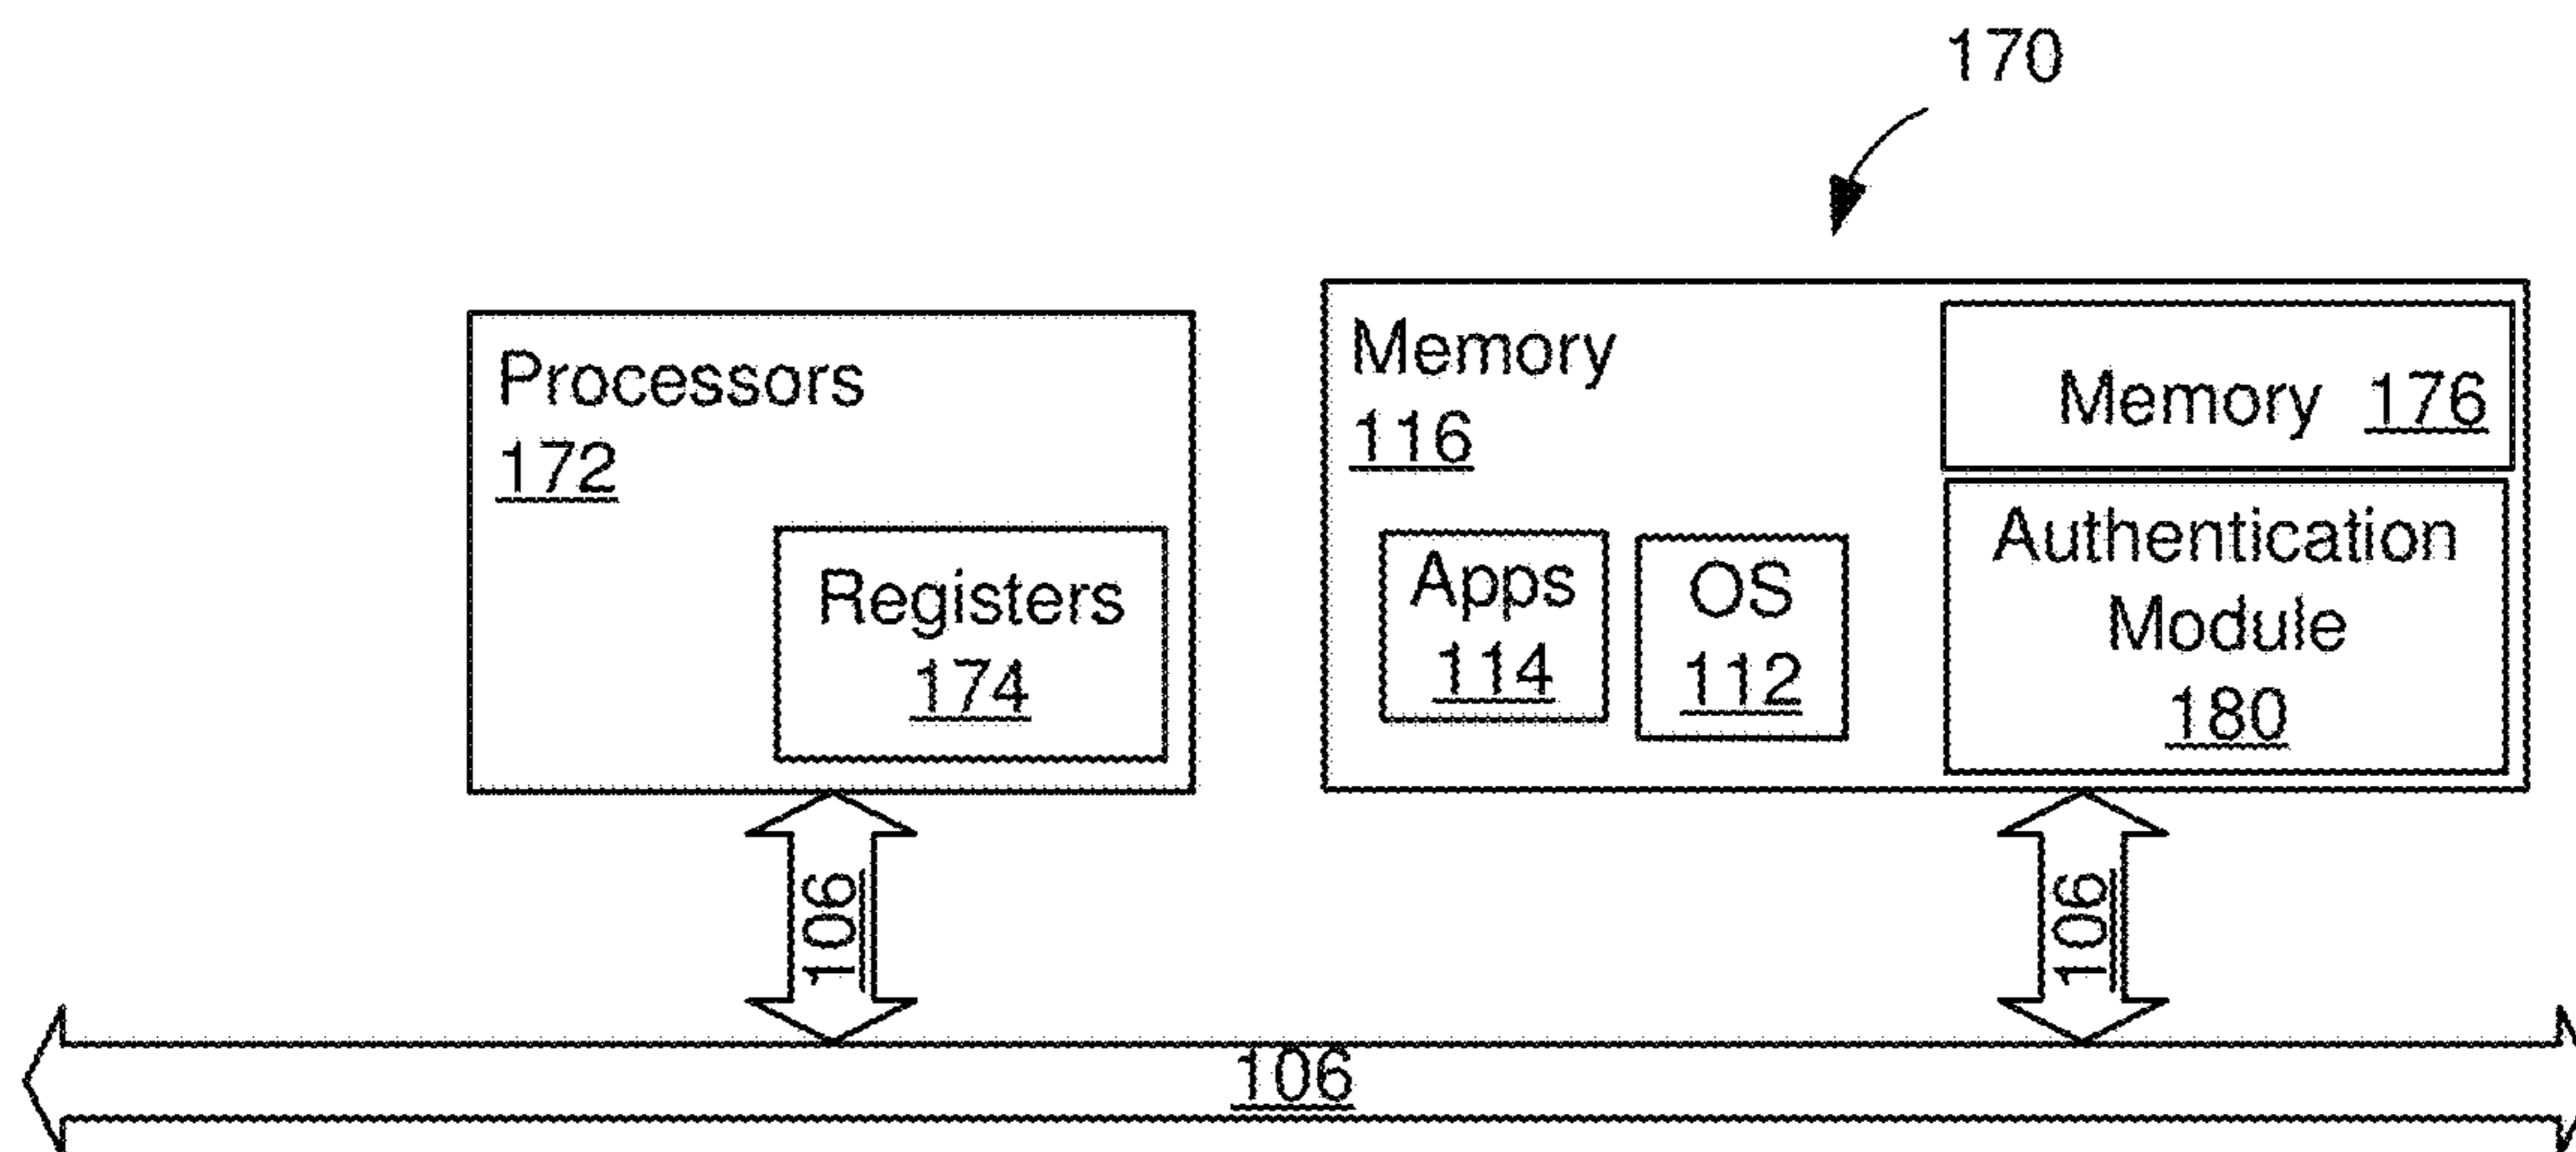 170
Processors
172
Registers
174
Memory
116
Apps
114
OS
112
Memory 176
Authentication
Module
180
106
106
106